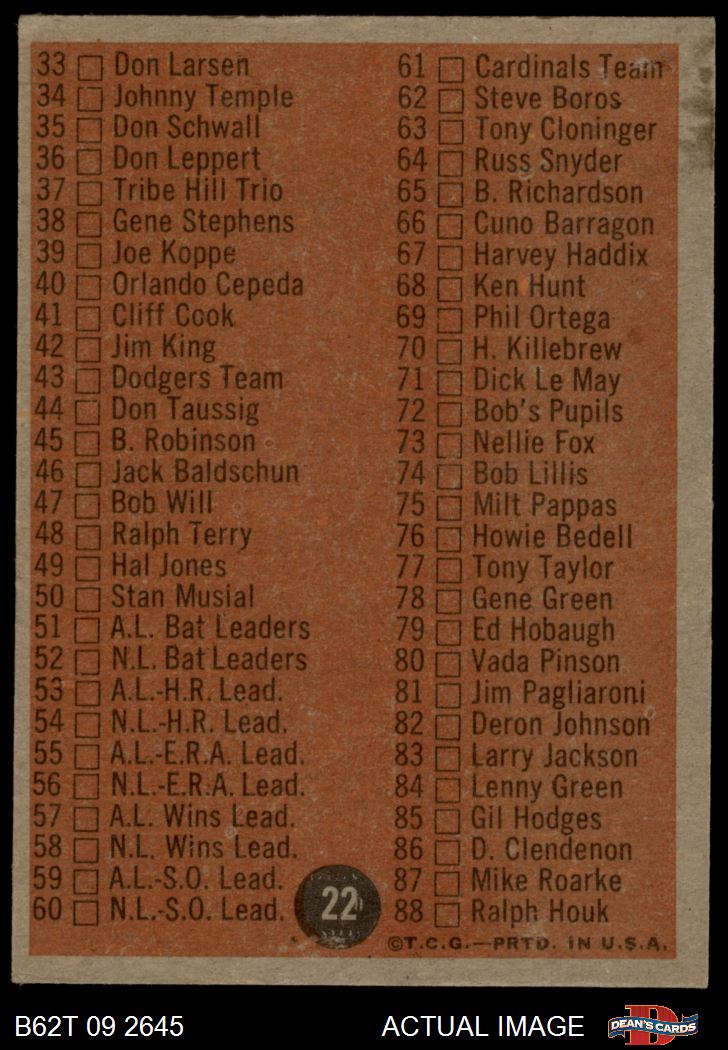 33 Don Larsen
34 Johnny Temple
35 Don Schwall
36 Don Leppert
37 Tribe Hill Trio
38 Gene Stephens
39 Joe Koppe
40 Orlando Cepeda
41 Cliff Cook
42 Jim King
43 Dodgers Team
44 Don Taussig
45 B. Robinson
46 Jack Baldschun
47 Bob Will
48 Ralph Terry
49 Hal Jones
50 Stan Musial
51 A.L. Bat Leaders
52 N.L. Bat Leaders
53 A.L.-H.R. Lead.
54 N.L.-H.R. Lead.
55 A.L.-E.R.A. Lead.
56 N.L.-E.R.A. Lead.
57 A.L. Wins Lead.
58 N.L. Wins Lead.
59 A.L.-S.O. Lead.
60 N.L.-S.O. Lead.
61 Cardinals Team
62 Steve Boros
63 Tony Cloninger
64 Russ Snyder
65 B. Richardson
66 Cuno Barragon
67 Harvey Haddix
68 Ken Hunt
69 Phil Ortega
70 H. Killebrew
71 Dick Le May
72 Bob's Pupils
73 Nellie Fox
74 Bob Lillis
75 Milt Pappas
76 Howie Bedell
77 Tony Taylor
78 Gene Green
79 Ed Hobaugh
80 Vada Pinson
81 Jim Pagliaroni
82 Deron Johnson
83 Larry Jackson
84 Lenny Green
85 Gil Hodges
86 D. Clendenon
87 Mike Roarke
88 Ralph Houk
22
©T.C.G.—PRTD. IN U.S.A.
B62T 09 2645
ACTUAL IMAGE
D
DEAN'S CARDS